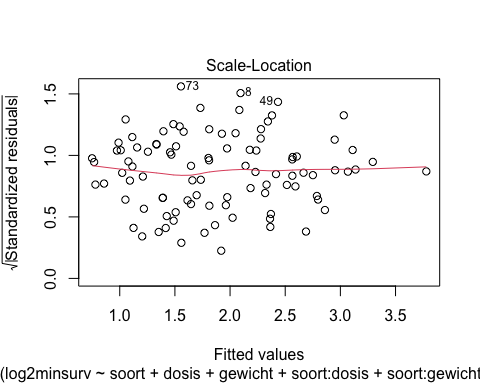 Scale-Location
√|Standardized residuals|
1.5
1.0
0.5
0.0
73
8
49
1.0 1.5 2.0 2.5 3.0 3.5
Fitted values
(log2minsurv ~ soort + dosis + gewicht + soort:dosis + soort:gewicht